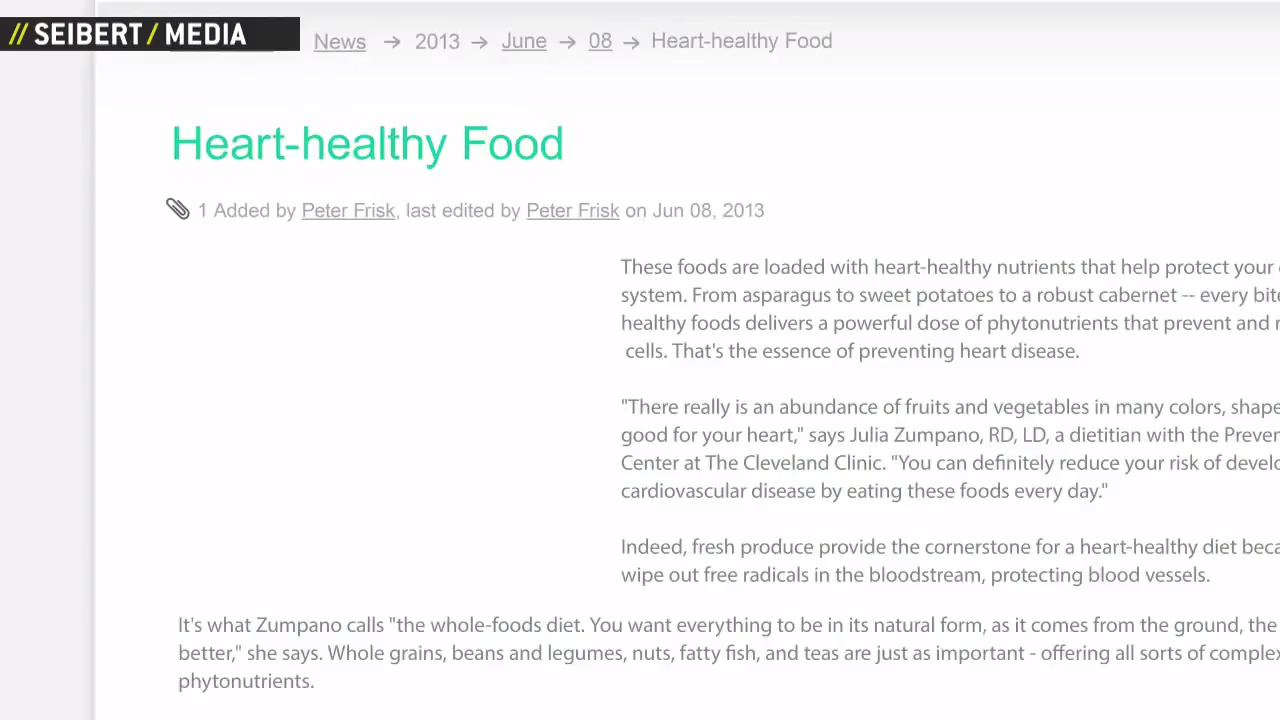 // SEIBERT / MEDIA
News → 2013 → June → 08 → Heart-healthy Food
Heart-healthy Food
1 Added by Peter Frisk, last edited by Peter Frisk on Jun 08, 2013
These foods are loaded with heart-healthy nutrients that help protect your
system. From asparagus to sweet potatoes to a robust cabernet -- every
healthy foods delivers a powerful dose of phytonutrients that prevent and
cells. That's the essence of preventing heart disease.
"There really is an abundance of fruits and vegetables in many colors,
good for your heart," says Julia Zumpano, RD, LD, a dietitian with the
Center at The Cleveland Clinic. "You can definitely reduce your risk of
cardiovascular disease by eating these foods every day."
Indeed, fresh produce provide the cornerstone for a heart-healthy diet
wipe out free radicals in the bloodstream, protecting blood vessels.
It's what Zumpano calls "the whole-foods diet. You want everything to be in its natural form, as it comes from the ground, the
better," she says. Whole grains, beans and legumes, nuts, fatty fish, and teas are just as important - offering all sorts of
phytonutrients.